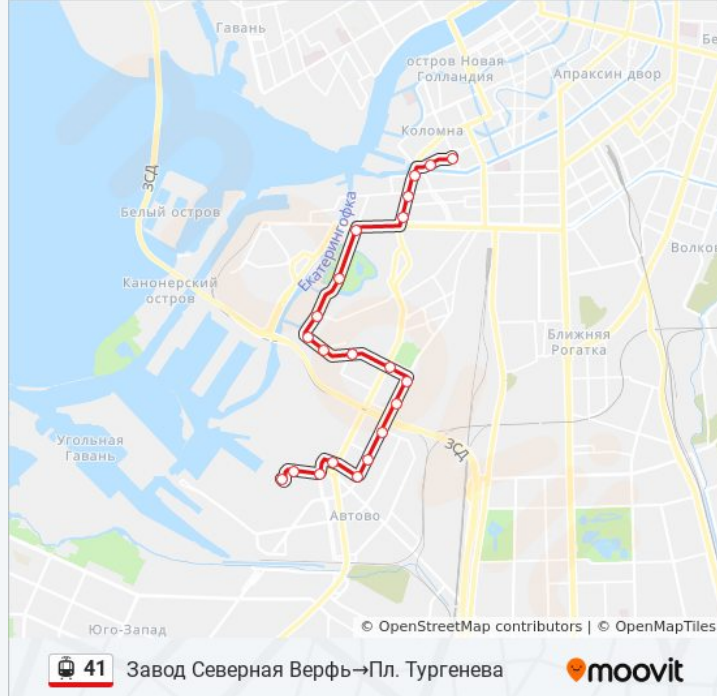 Гавань
остров Новая
Голландия
Апраксин двор
Коломна
ЗСД
Белый остров
Екатерингофка
Волков
Канонерский
остров
Ближняя
Рогатка
Угольная
Гавань
ЗСД
Автово
Юго-Запад
© OpenStreetMap contributors | © OpenMapTiles
41 Завод Северная Верфь→Пл. Тургенева moovit